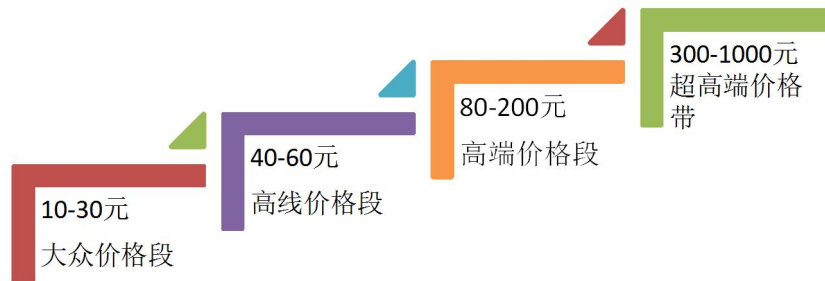 10-30元
大众价格段
40-60元
高线价格段
80-200元
高端价格段
300-1000元
超高端价格
带